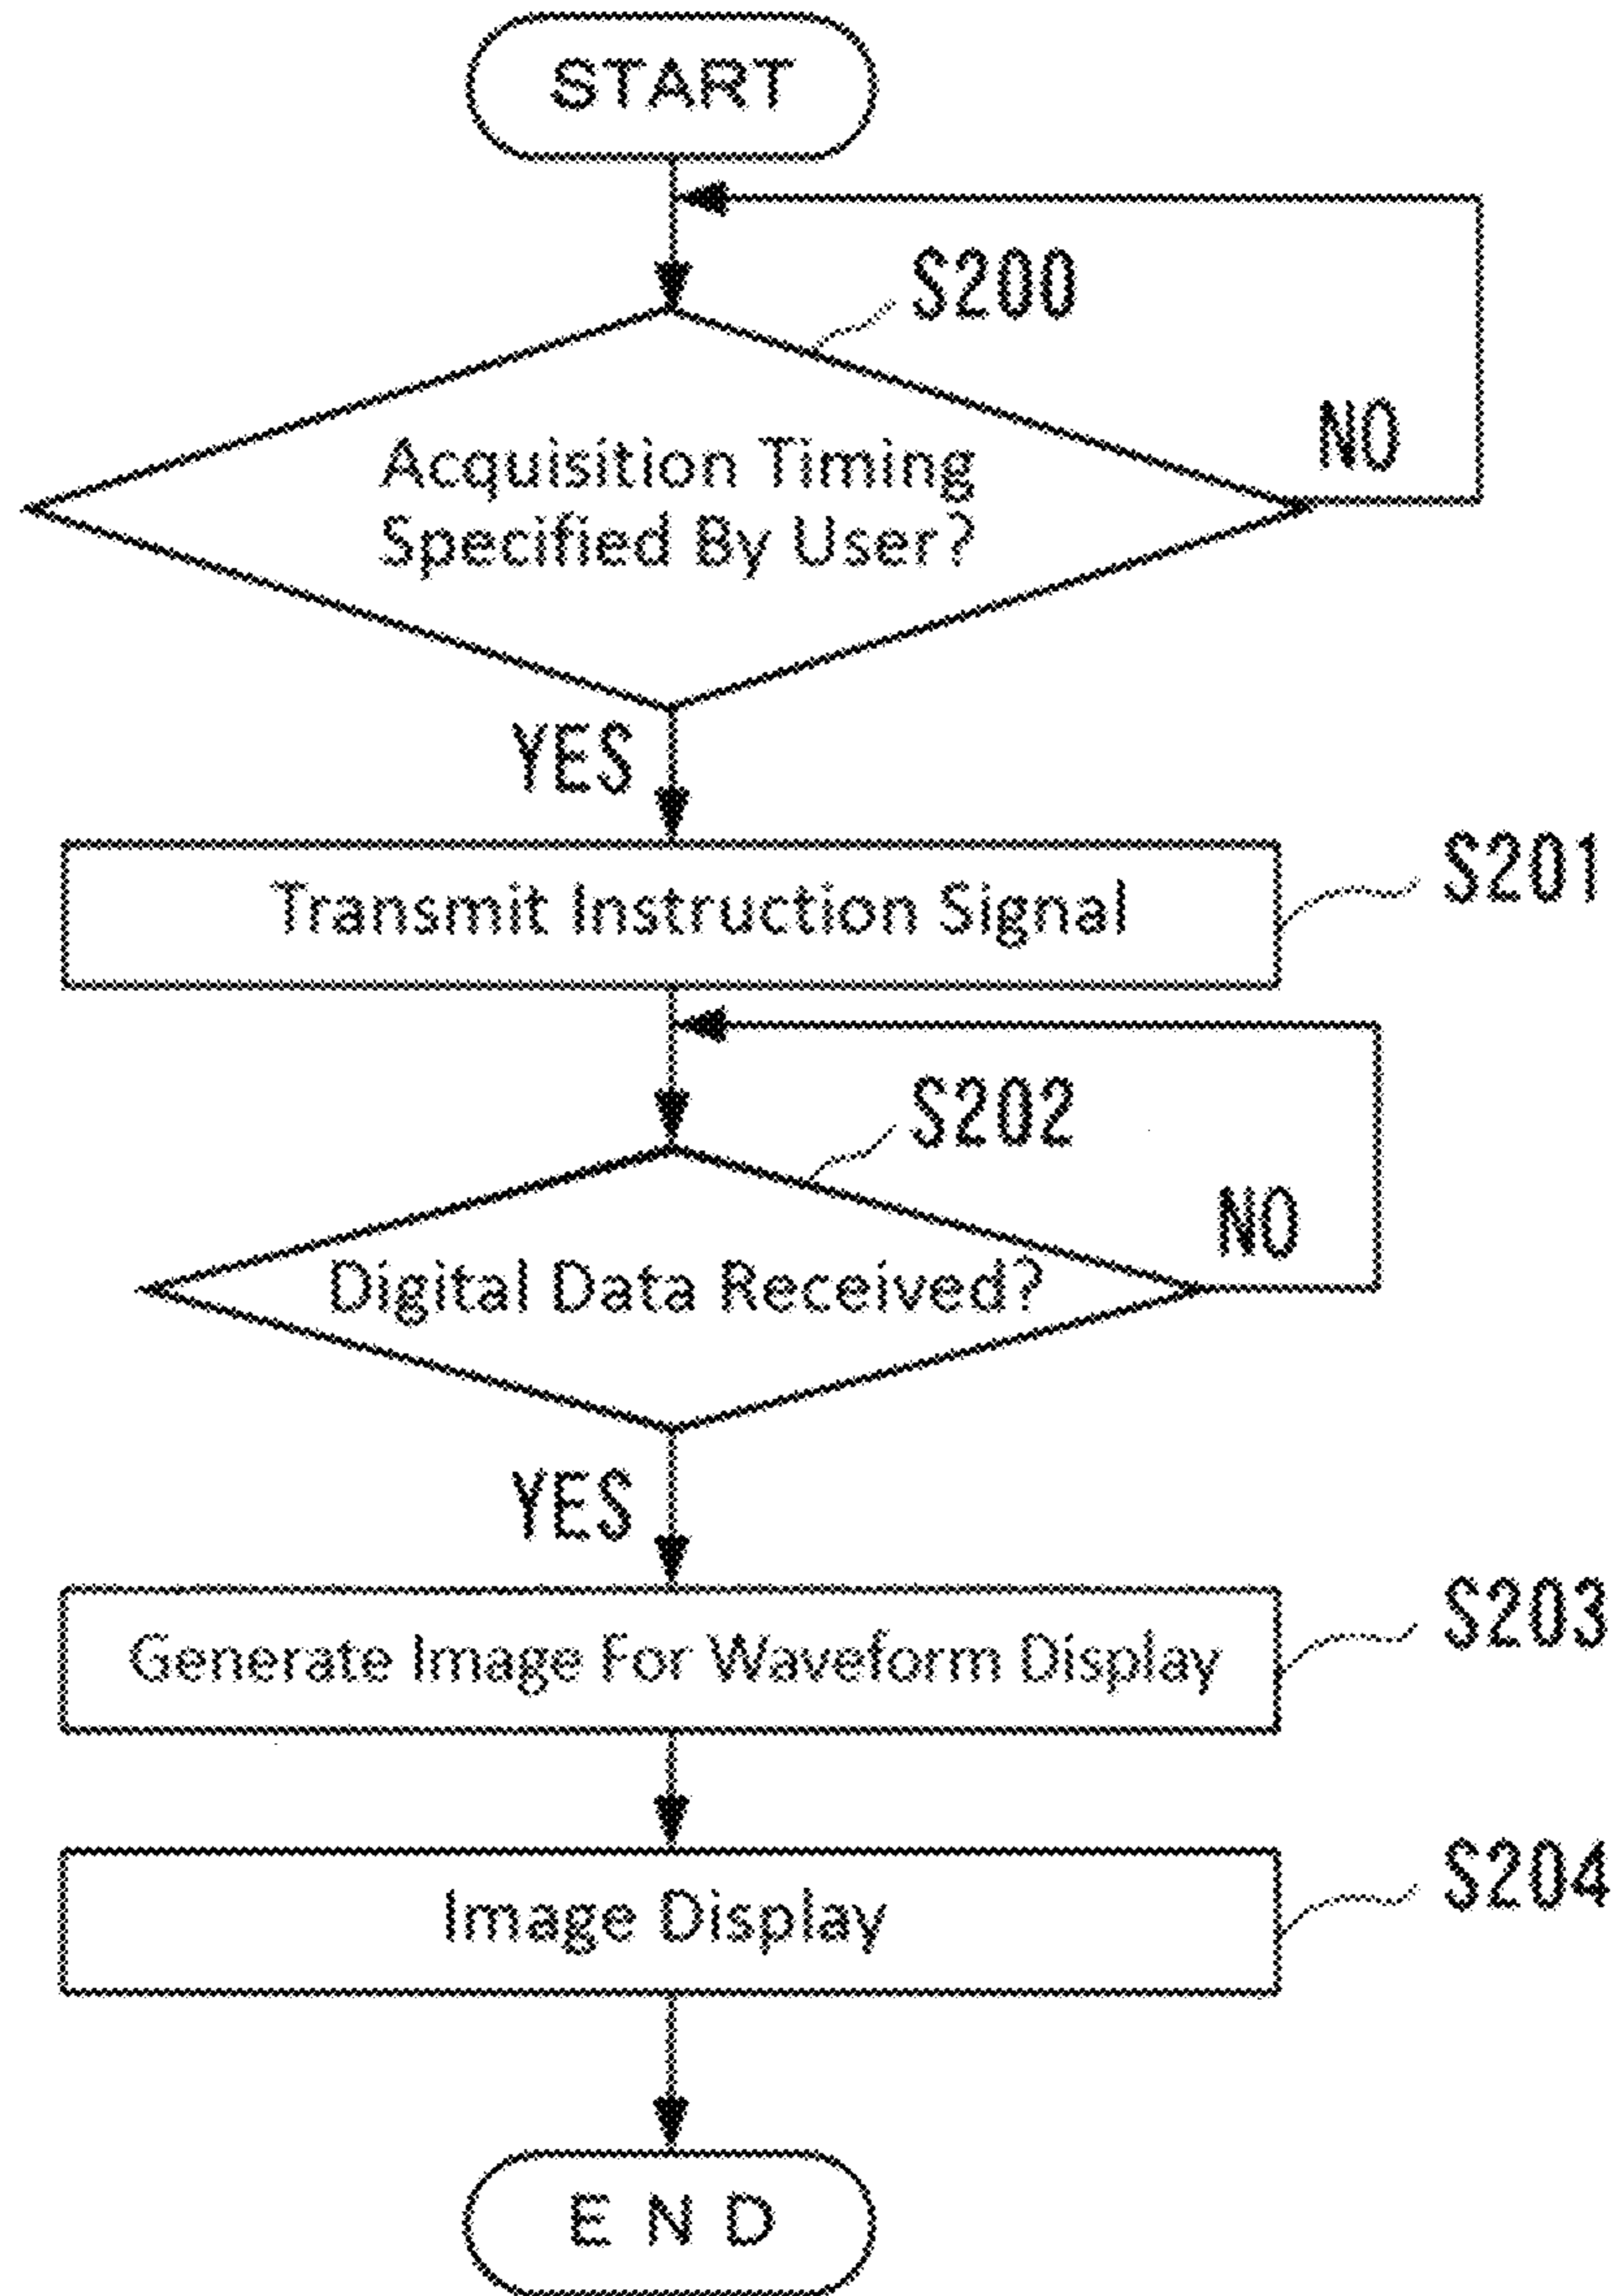 START
S200
NO
Acquisition Timing
Specified By User?
YES
S201
Transmit Instruction Signal
S202
NO
Digital Data Received?
YES
S203
Generate Image For Waveform Display
S204
Image Display
END